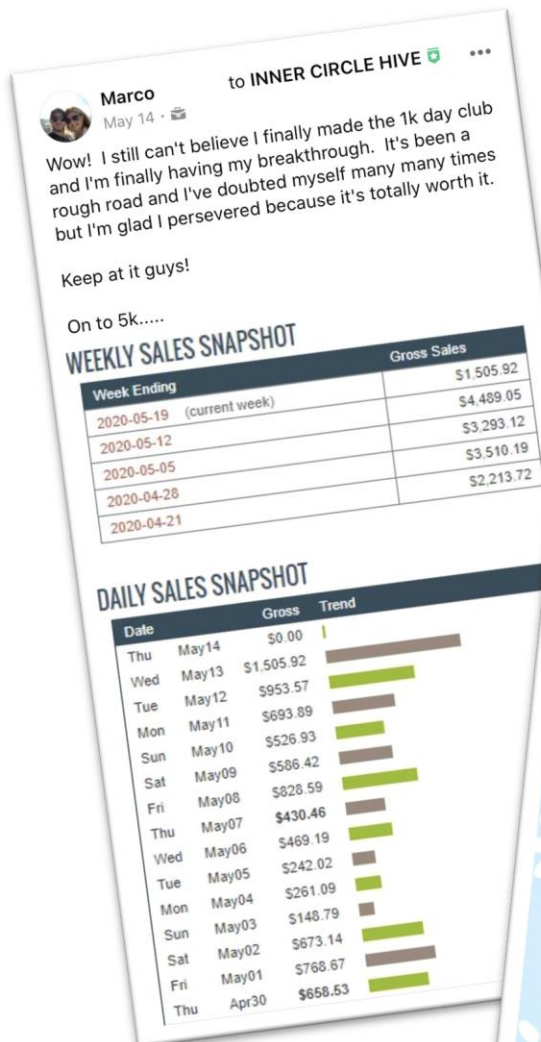 Marco to INNER CIRCLE HIVE
May 14 ·
Wow! I still can't believe I finally made the 1k day club
and I'm finally having my breakthrough. It's been a
rough road and I've doubted myself many many times
but I'm glad I persevered because it's totally worth it.
Keep at it guys!
On to 5k.....
WEEKLY SALES SNAPSHOT
Week Ending Gross Sales
2020-05-19 (current week) $1,505.92
2020-05-12 $4,489.05
2020-05-05 $3,293.12
2020-04-28 $3,510.19
2020-04-21 $2,213.72
DAILY SALES SNAPSHOT
Date Gross Trend
Thu May14 $0.00
Wed May13 $1,505.92
Tue May12 $953.57
Mon May11 $693.89
Sun May10 $526.93
Sat May09 $586.42
Fri May08 $828.59
Thu May07 $430.46
Wed May06 $469.19
Tue May05 $242.02
Mon May04 $261.09
Sun May03 $148.79
Sat May02 $673.14
Fri May01 $768.67
Thu Apr30 $658.53